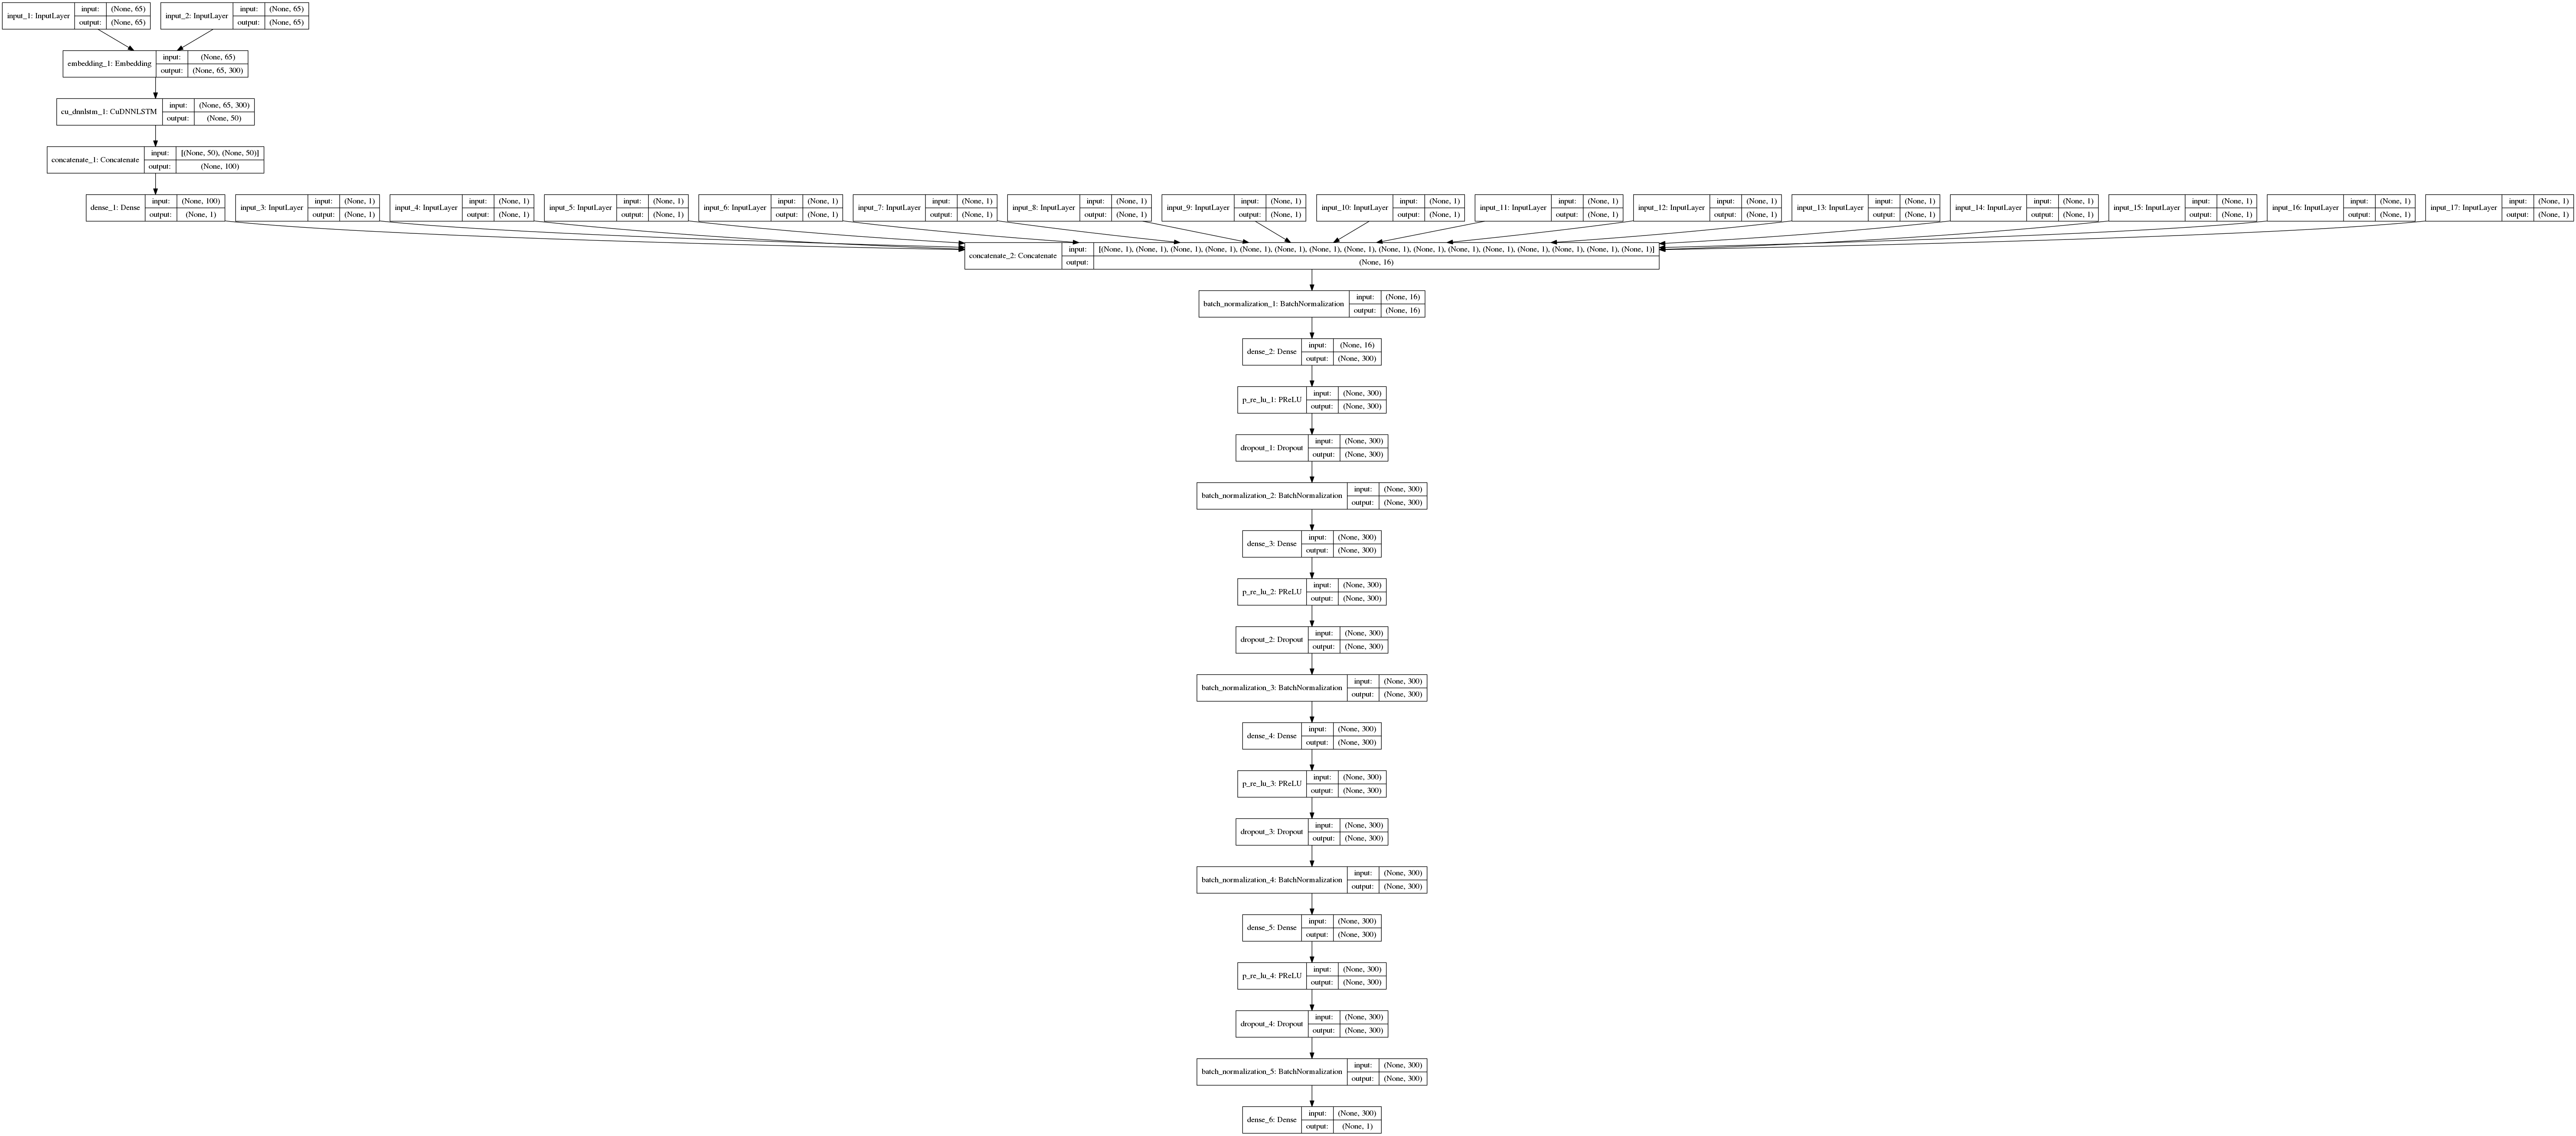 input_1: InputLayer input: (None, 65) output: (None, 65)
input_2: InputLayer input: (None, 65) output: (None, 65)
embedding_1: Embedding input: (None, 65) output: (None, 65, 300)
cu_dnnlstm_1: CuDNNLSTM input: (None, 65, 300) output: (None, 50)
concatenate_1: Concatenate input: [(None, 50), (None, 50)] output: (None, 100)
dense_1: Dense input: (None, 100) output: (None, 1)
input_3: InputLayer input: (None, 1) output: (None, 1)
input_4: InputLayer input: (None, 1) output: (None, 1)
input_5: InputLayer input: (None, 1) output: (None, 1)
input_6: InputLayer input: (None, 1) output: (None, 1)
input_7: InputLayer input: (None, 1) output: (None, 1)
input_8: InputLayer input: (None, 1) output: (None, 1)
input_9: InputLayer input: (None, 1) output: (None, 1)
input_10: InputLayer input: (None, 1) output: (None, 1)
input_11: InputLayer input: (None, 1) output: (None, 1)
input_12: InputLayer input: (None, 1) output: (None, 1)
input_13: InputLayer input: (None, 1) output: (None, 1)
input_14: InputLayer input: (None, 1) output: (None, 1)
input_15: InputLayer input: (None, 1) output: (None, 1)
input_16: InputLayer input: (None, 1) output: (None, 1)
input_17: InputLayer input: (None, 1) output: (None, 1)
concatenate_2: Concatenate input: [(None, 1), (None, 1), (None, 1), (None, 1), (None, 1), (None, 1), (None, 1), (None, 1), (None, 1), (None, 1), (None, 1), (None, 1), (None, 1), (None, 1), (None, 1), (None, 1)] output: (None, 16)
batch_normalization_1: BatchNormalization input: (None, 16) output: (None, 16)
dense_2: Dense input: (None, 16) output: (None, 300)
p_re_lu_1: PReLU input: (None, 300) output: (None, 300)
dropout_1: Dropout input: (None, 300) output: (None, 300)
batch_normalization_2: BatchNormalization input: (None, 300) output: (None, 300)
dense_3: Dense input: (None, 300) output: (None, 300)
p_re_lu_2: PReLU input: (None, 300) output: (None, 300)
dropout_2: Dropout input: (None, 300) output: (None, 300)
batch_normalization_3: BatchNormalization input: (None, 300) output: (None, 300)
dense_4: Dense input: (None, 300) output: (None, 300)
p_re_lu_3: PReLU input: (None, 300) output: (None, 300)
dropout_3: Dropout input: (None, 300) output: (None, 300)
batch_normalization_4: BatchNormalization input: (None, 300) output: (None, 300)
dense_5: Dense input: (None, 300) output: (None, 300)
p_re_lu_4: PReLU input: (None, 300) output: (None, 300)
dropout_4: Dropout input: (None, 300) output: (None, 300)
batch_normalization_5: BatchNormalization input: (None, 300) output: (None, 300)
dense_6: Dense input: (None, 300) output: (None, 1)